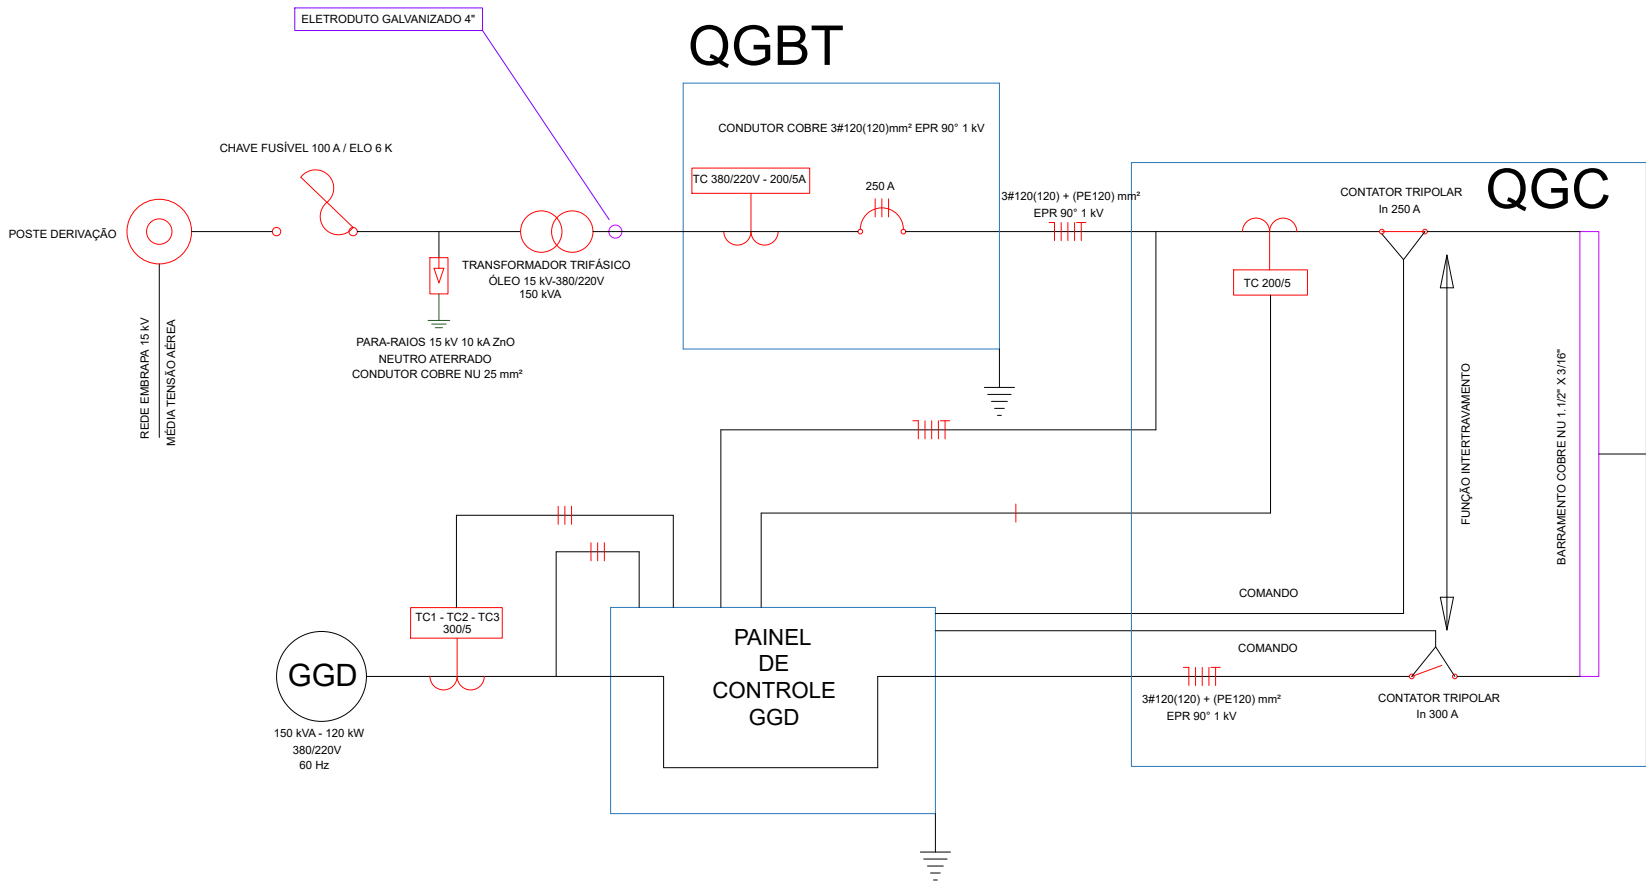 ELETRODUTO GALVANIZADO 4"
QGBT
CONDUTOR COBRE 3#120(120)mm² EPR 90° 1 kV
CHAVE FUSÍVEL 100 A / ELO 6 K
TC 380/220V - 200/5A
250 A
3#120(120) + (PE120) mm²
EPR 90° 1 kV
CONTATOR TRIPOLAR
In 250 A
QGC
POSTE DERIVAÇÃO
TRANSFORMADOR TRIFÁSICO
ÓLEO 15 kV-380/220V
150 kVA
TC 200/5
PARA-RAIOS 15 kV 10 kA ZnO
NEUTRO ATERRADO
CONDUTOR COBRE NU 25 mm²
REDE EMBRAPA 15 kV
MÉDIA TENSÃO AÉREA
FUNÇÃO INTERTRAVAMENTO
BARRAMENTO COBRE NU 1.1/2" X 3/16"
COMANDO
TC1 - TC2 - TC3
300/5
PAINEL
DE
CONTROLE
GGD
COMANDO
GGD
3#120(120) + (PE120) mm²
EPR 90° 1 kV
CONTATOR TRIPOLAR
In 300 A
150 kVA - 120 kW
380/220V
60 Hz